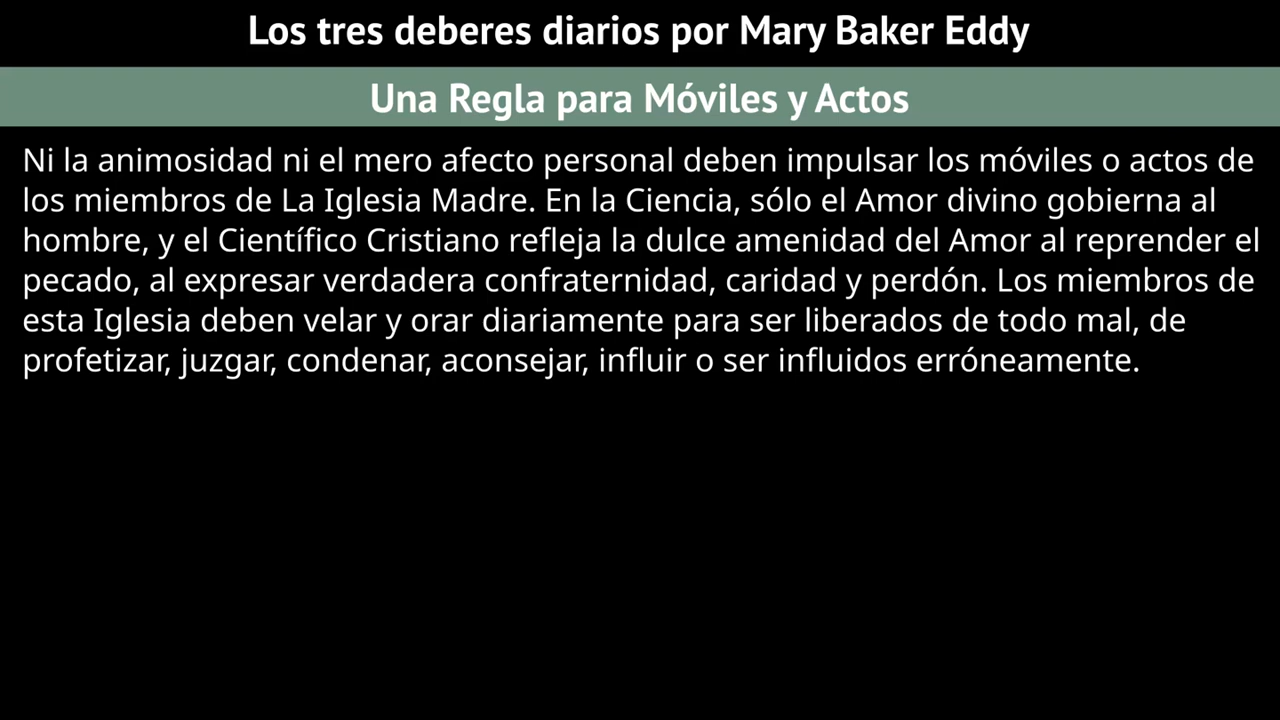 Los tres deberes diarios por Mary Baker Eddy
Una Regla para Móviles y Actos
Ni la animosidad ni el mero afecto personal deben impulsar los móviles o actos de
los miembros de La Iglesia Madre. En la Ciencia, sólo el Amor divino gobierna al
hombre, y el Científico Cristiano refleja la dulce amenidad del Amor al reprender el
pecado, al expresar verdadera confraternidad, caridad y perdón. Los miembros de
esta Iglesia deben velar y orar diariamente para ser liberados de todo mal, de
profetizar, juzgar, condenar, aconsejar, influir o ser influidos erróneamente.